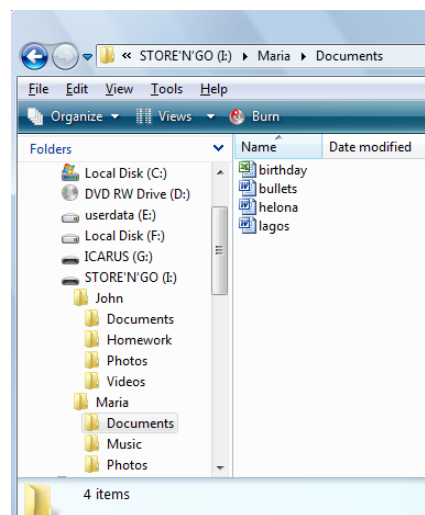 « STORE'N'GO (I:) ▸ Maria ▸ Documents
File Edit View Tools Help
Organize Views Burn
Folders
Local Disk (C:)
DVD RW Drive (D:)
userdata (E:)
Local Disk (F:)
ICARUS (G:)
STORE'N'GO (I:)
John
Documents
Homework
Photos
Videos
Maria
Documents
Music
Photos
Name Date modified
birthday
bullets
helona
lagos
4 items